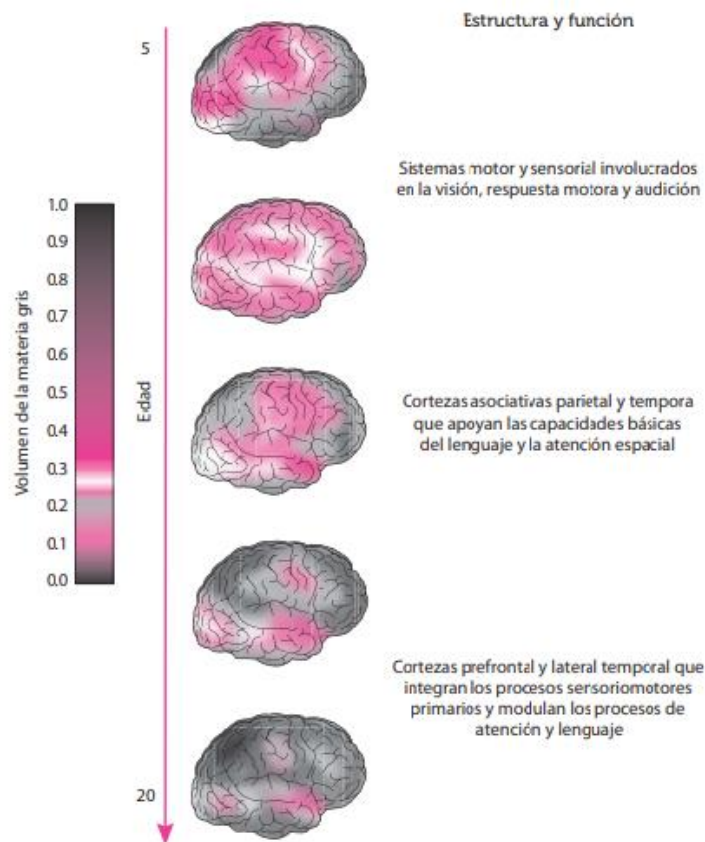 Estructura y función
5
Sistemas motor y sensorial involucrados
en la visión, respuesta motora y audición
Volumen de la materia gris
1.0
0.9
0.8
0.7
0.6
0.5
0.4
0.3
0.2
0.1
0.0
Edad
Cortezas asociativas parietal y tempora
que apoyan las capacidades básicas
del lenguaje y la atención espacial
Cortezas prefrontal y lateral temporal que
integran los procesos sensoriomotores
primarios y modulan los procesos de
atención y lenguaje
20